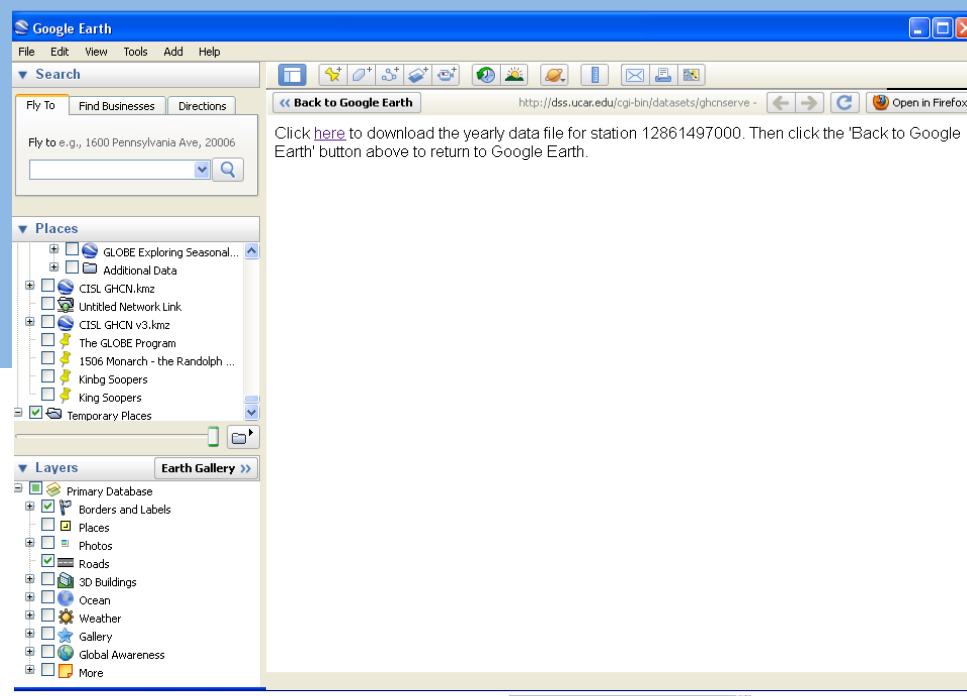 Google Earth
File Edit View Tools Add Help
Search
Fly To Find Businesses Directions
Fly to e.g., 1600 Pennsylvania Ave, 20006
Places
GLOBE Exploring Seasonal...
Additional Data
CISL GHCN.kmz
Untitled Network Link
CISL GHCN v3.kmz
The GLOBE Program
1506 Monarch - the Randolph ...
Kinbg Soopers
King Soopers
Temporary Places
Layers Earth Gallery >>
Primary Database
Borders and Labels
Places
Photos
Roads
3D Buildings
Ocean
Weather
Gallery
Global Awareness
More
<< Back to Google Earth http://dss.ucar.edu/cgi-bin/datasets/ghcnserve - Open in Firefox
Click here to download the yearly data file for station 12861497000. Then click the 'Back to Google
Earth' button above to return to Google Earth.